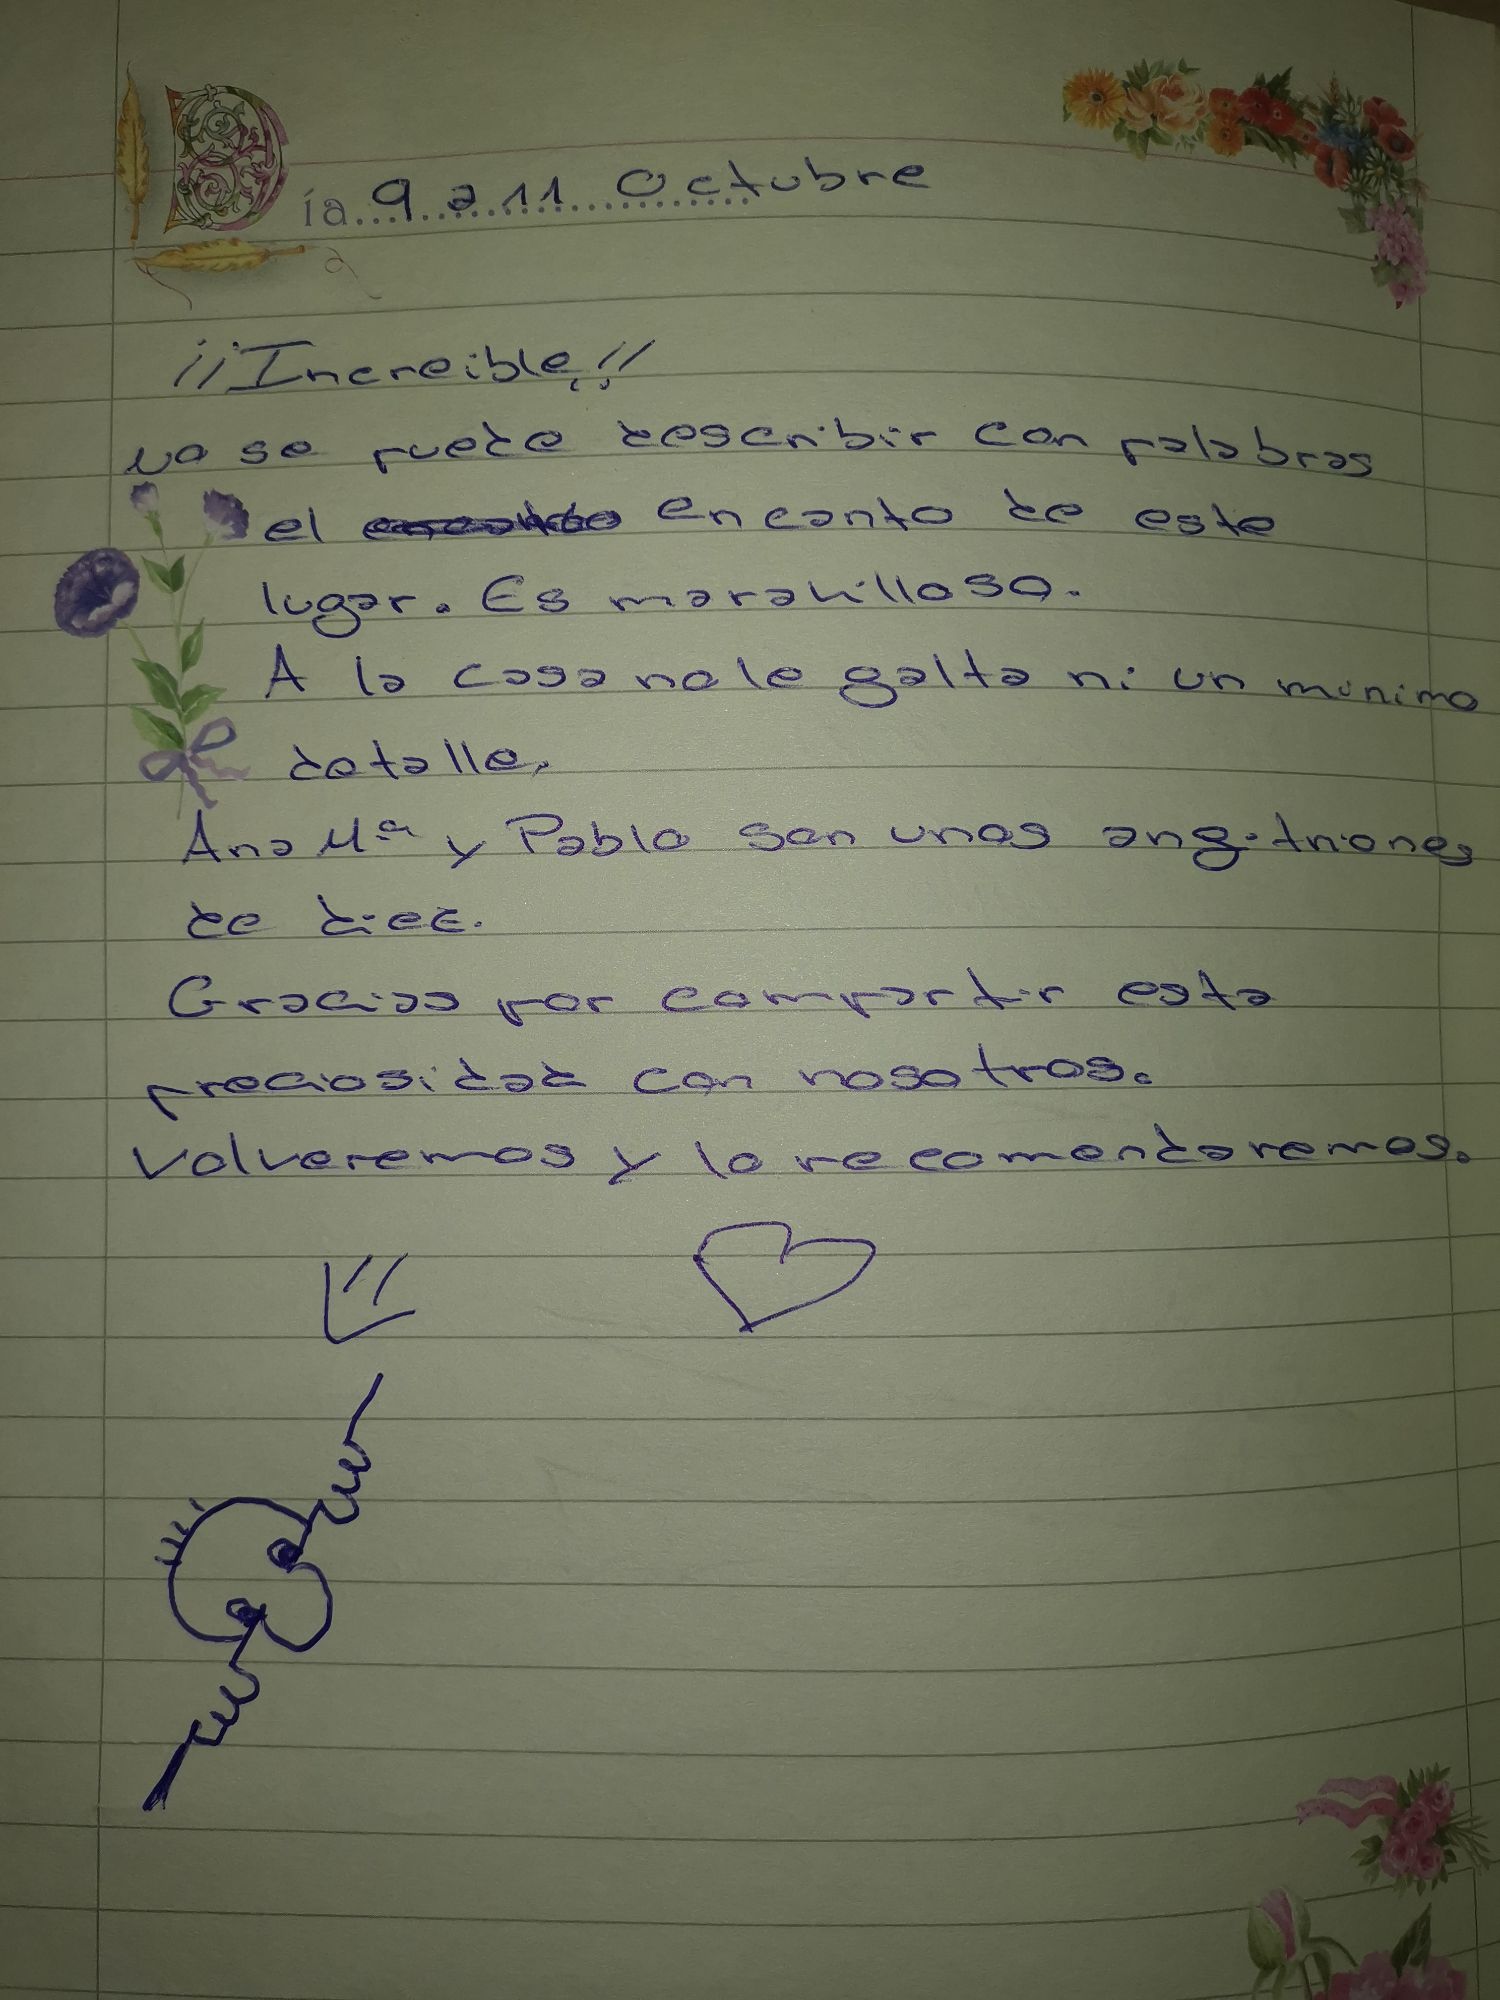 Día 9 a 11 Octubre
¡¡Increible!!
no se puede describir con palabras
el encanto de este
lugar. Es maravilloso.
A la casa no le falta ni un mínimo
detalle.
Ana Mª y Pablo son unos anfitriones
de diez.
Gracias por compartir esta
preciosidad con nosotros.
Volveremos y lo recomendaremos.